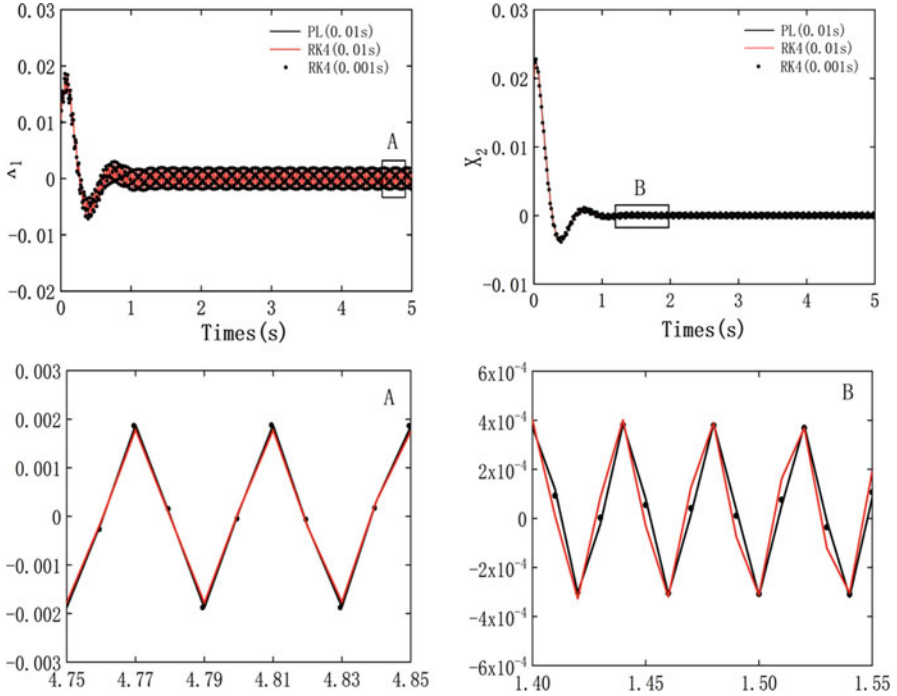 0.03
0.02
0.01
0
-0.01
-0.02
PL(0.01s)
RK4(0.01s)
RK4(0.001s)
A
0 1 2 3 4 5
Times(s)
0.03
0.02
0.01
0
-0.01
X2
PL(0.01s)
RK4(0.01s)
RK4(0.001s)
B
0 1 2 3 4 5
Times(s)
0.003
0.002
0.001
0
-0.001
-0.002
-0.003
A
4.75 4.77 4.79 4.81 4.83 4.85
6x10-4
4x10-4
2x10-4
0
-2x10-4
-4x10-4
-6x10-4
B
1.40 1.45 1.50 1.55